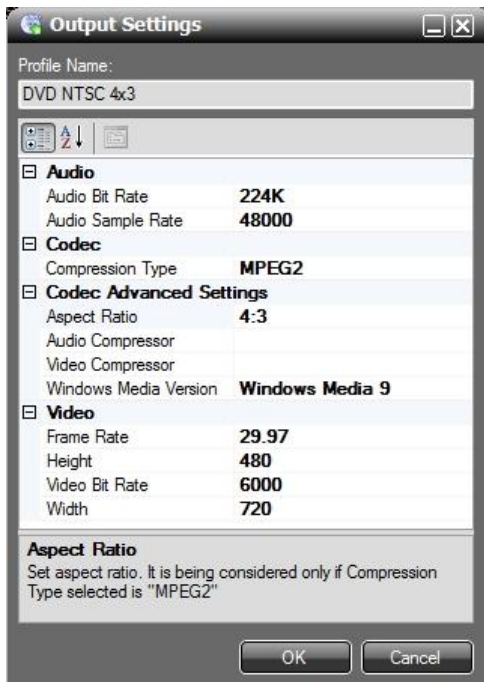 Output Settings
Profile Name:
DVD NTSC 4x3
Audio
Audio Bit Rate 224K
Audio Sample Rate 48000
Codec
Compression Type MPEG2
Codec Advanced Settings
Aspect Ratio 4:3
Audio Compressor
Video Compressor
Windows Media Version Windows Media 9
Video
Frame Rate 29.97
Height 480
Video Bit Rate 6000
Width 720
Aspect Ratio
Set aspect ratio. It is being considered only if Compression
Type selected is "MPEG2"
OK Cancel